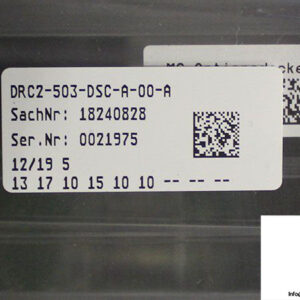 DRC2-503-DSC-A-00-A
SachNr: 18240828
Ser.Nr: 0021975
12/19 5
13 17 10 15 10 10 -- -- --